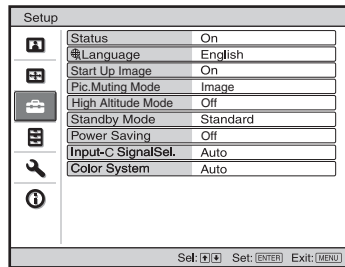 Setup
Status On
Language English
Start Up Image On
Pic.Muting Mode Image
High Altitude Mode Off
Standby Mode Standard
Power Saving Off
Input-C SignalSel. Auto
Color System Auto
Sel: Set: ENTER Exit: MENU